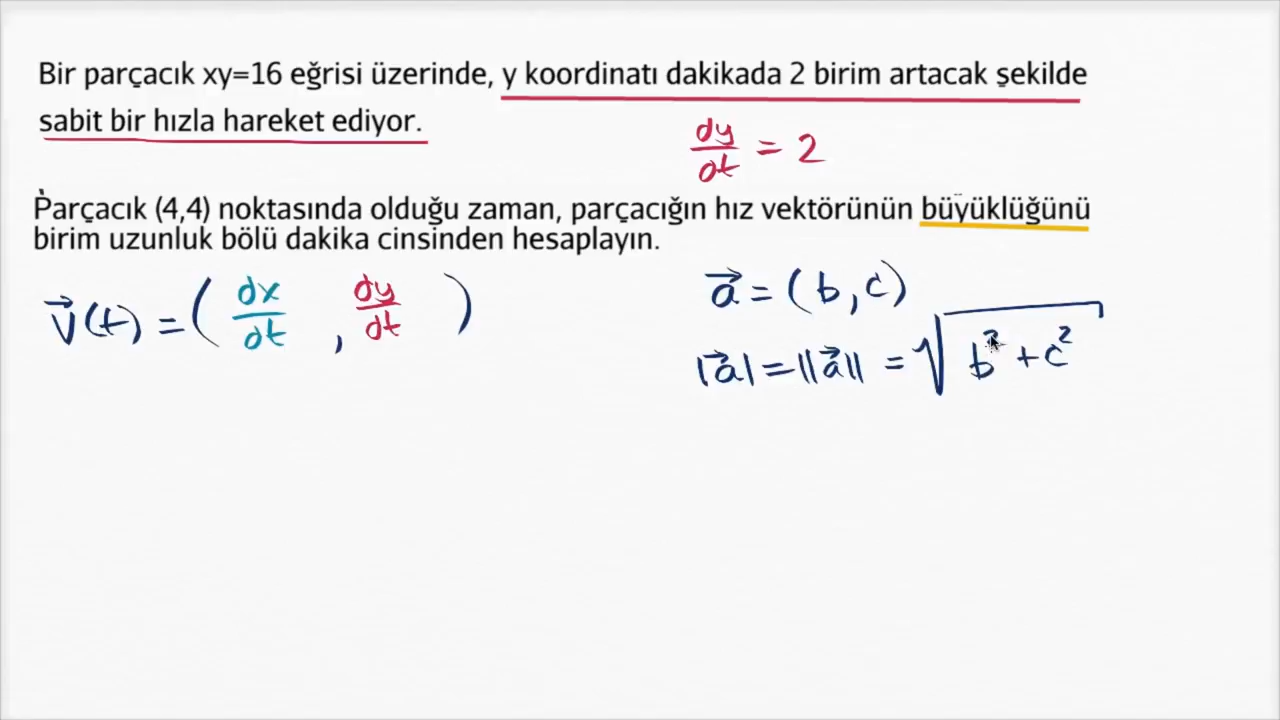 Bir parçacık xy=16 eğrisi üzerinde, y koordinatı dakikada 2 birim artacak şekilde
sabit bir hızla hareket ediyor.
dy/dt = 2
Parçacık (4,4) noktasında olduğu zaman, parçacığın hız vektörünün büyüklüğünü
birim uzunluk bölü dakika cinsinden hesaplayın.
v⃗(t) = ( dx/dt , dy/dt )
a⃗ = (b, c)
|a⃗| = ||a⃗|| = √(b² + c²)